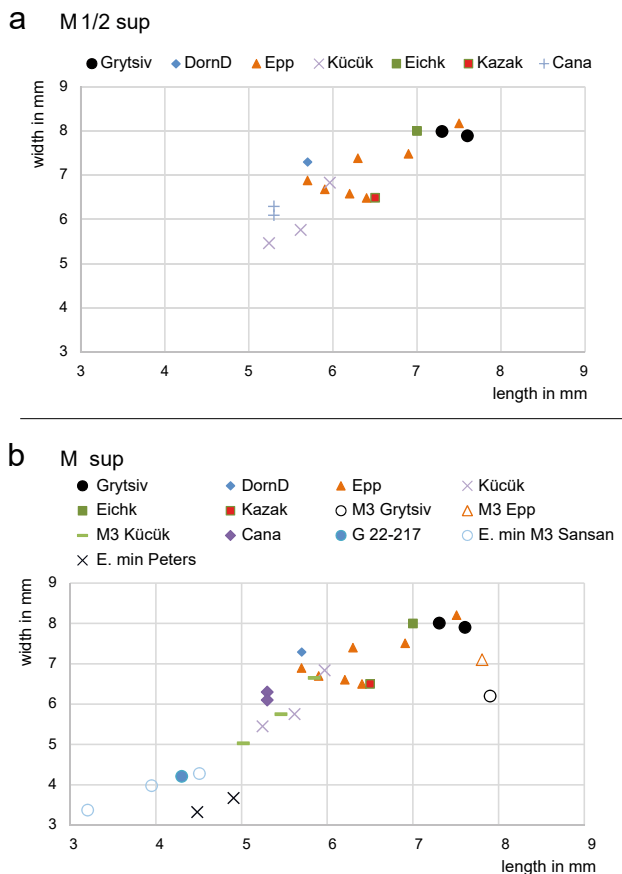 a M 1/2 sup
Grytsiv DornD Epp Kücük Eichk Kazak Cana
9
8
7
6
5
4
3
width in mm
3 4 5 6 7 8 9
length in mm
b M sup
Grytsiv DornD Epp Kücük
Eichk Kazak M3 Grytsiv M3 Epp
M3 Kücük Cana G 22-217 E. min M3 Sansan
E. min Peters
9
8
7
6
5
4
3
width in mm
3 4 5 6 7 8 9
length in mm